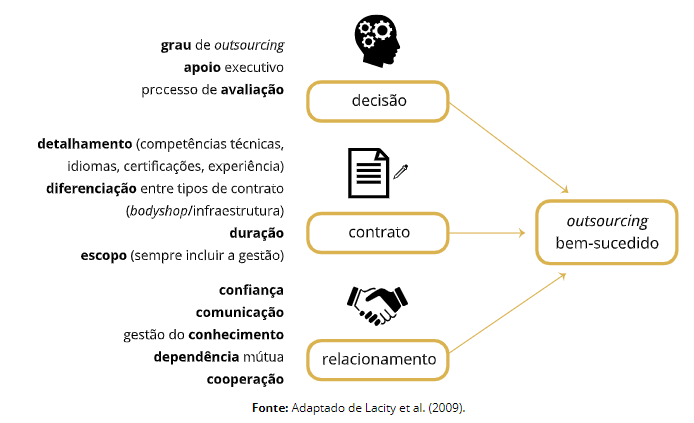 grau de outsourcing
apoio executivo
processo de avaliação
decisão
detalhamento (competências técnicas,
idiomas, certificações, experiência)
diferenciação entre tipos de contrato
(bodyshop/infraestrutura)
duração
escopo (sempre incluir a gestão)
contrato
outsourcing
bem-sucedido
confiança
comunicação
gestão do conhecimento
dependência mútua
cooperação
relacionamento
Fonte: Adaptado de Lacity et al. (2009).